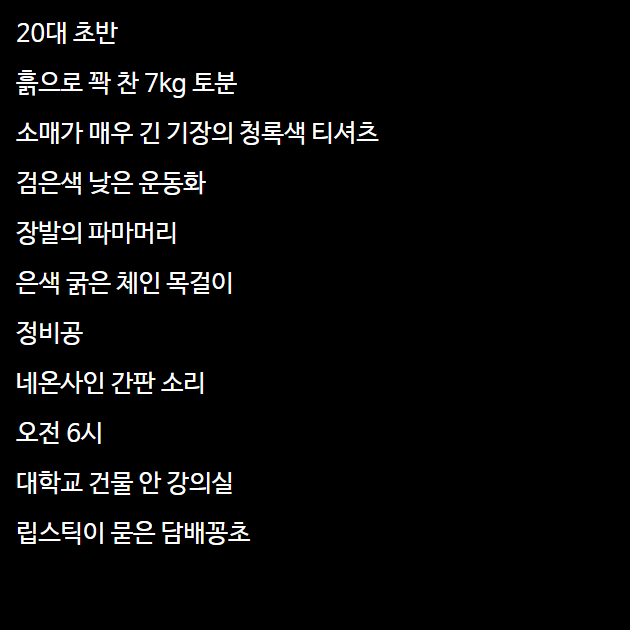 20대 초반
흙으로 꽉 찬 7kg 토분
소매가 매우 긴 기장의 청록색 티셔츠
검은색 낮은 운동화
장발의 파마머리
은색 굵은 체인 목걸이
정비공
네온사인 간판 소리
오전 6시
대학교 건물 안 강의실
립스틱이 묻은 담배꽁초